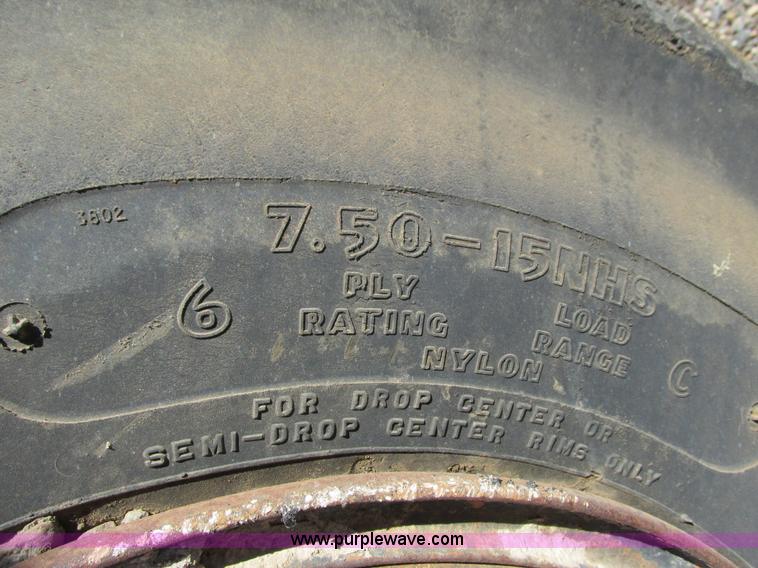 3802
7.50-15NHS
6 PLY RATING
NYLON
LOAD RANGE C
FOR DROP CENTER OR
SEMI-DROP CENTER RIMS ONLY
www.purplewave.com